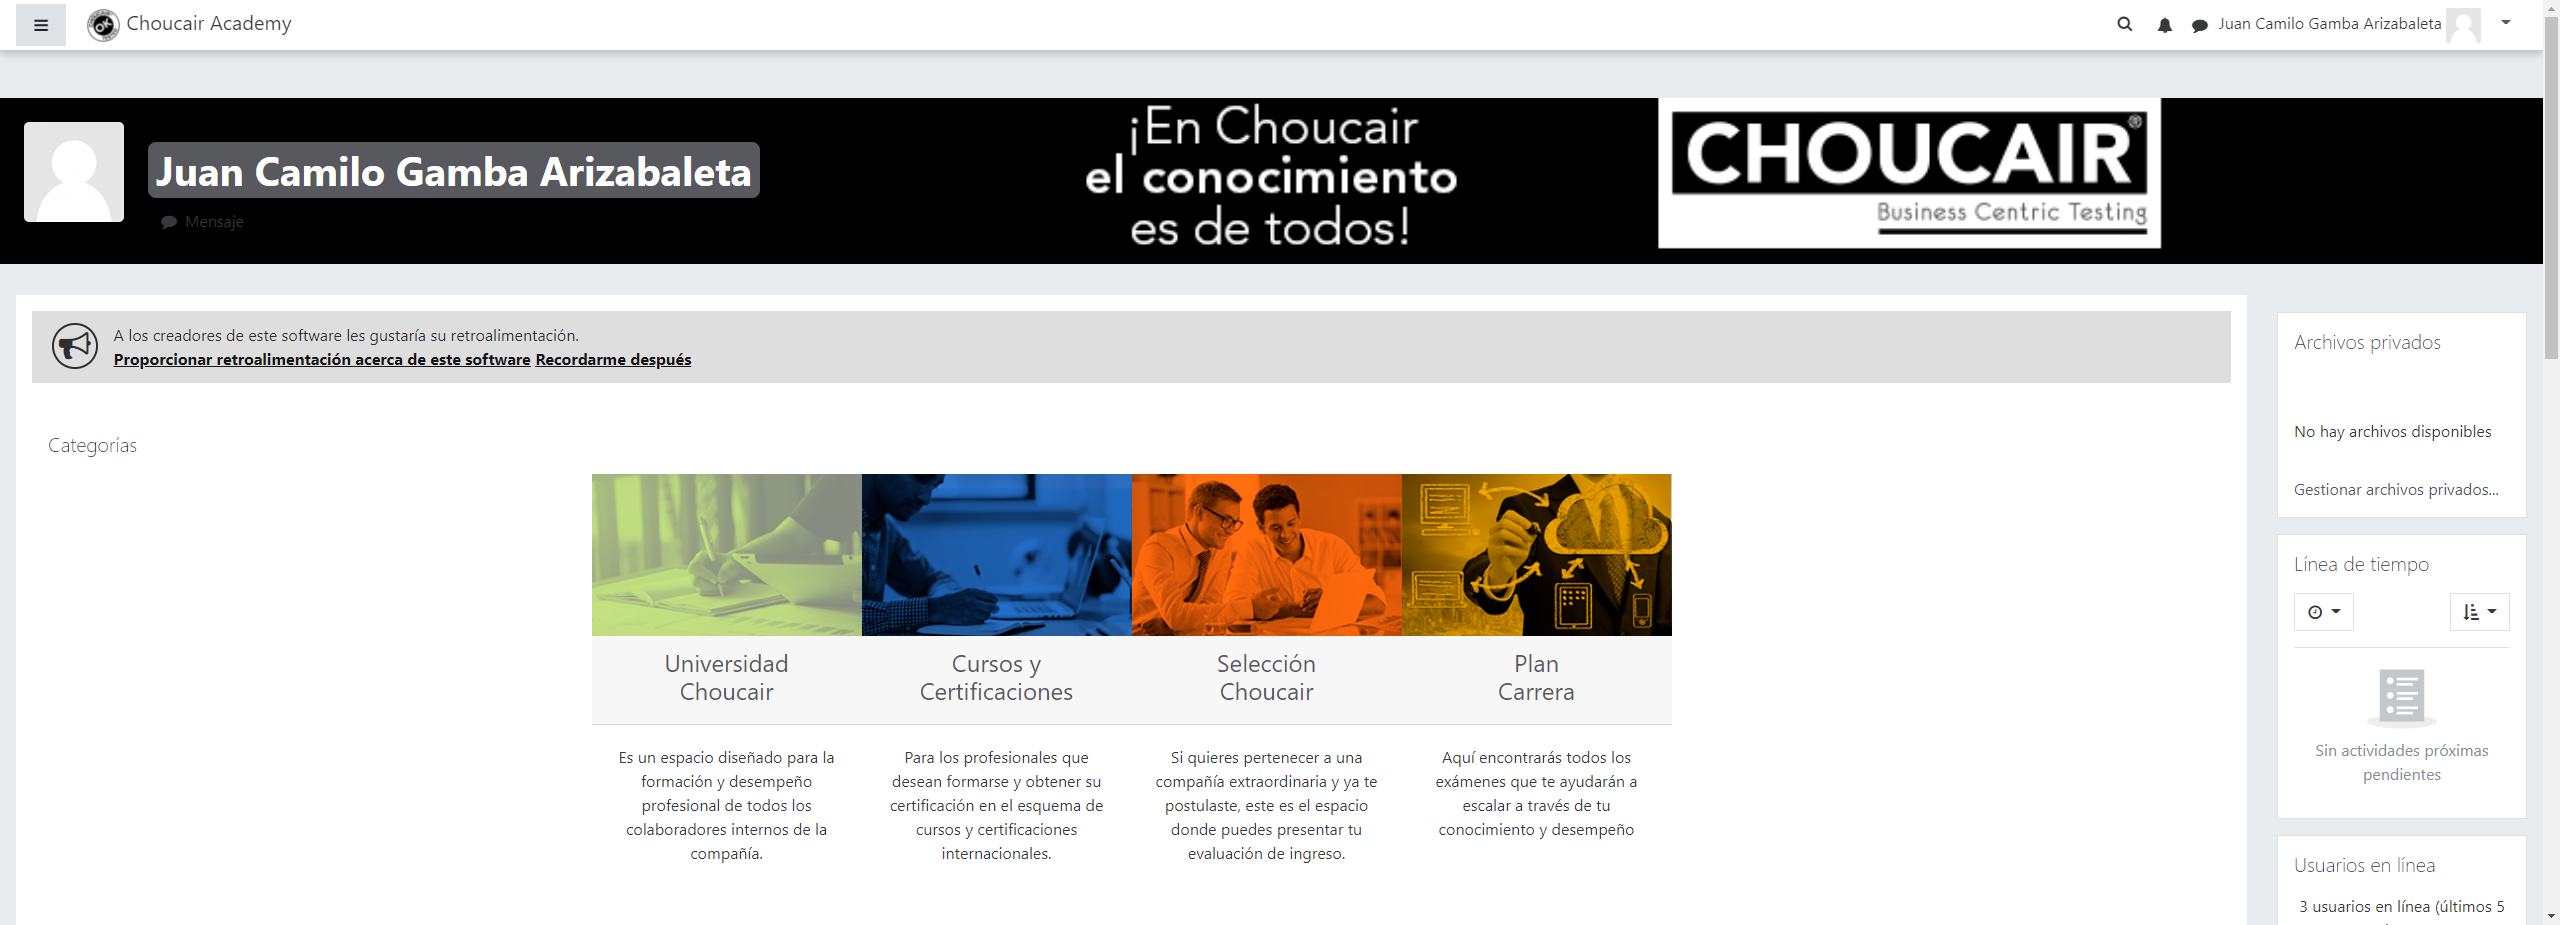 Choucair Academy
Juan Camilo Gamba Arizabaleta
¡En Choucair
el conocimiento
es de todos!
CHOUCAIR®
Business Centric Testing
Juan Camilo Gamba Arizabaleta
Mensaje
A los creadores de este software les gustaría su retroalimentación.
Proporcionar retroalimentación acerca de este software Recordarme después
Categorías
Universidad
Choucair
Es un espacio diseñado para la
formación y desempeño
profesional de todos los
colaboradores internos de la
compañía.
Cursos y
Certificaciones
Para los profesionales que
desean formarse y obtener su
certificación en el esquema de
cursos y certificaciones
internacionales.
Selección
Choucair
Si quieres pertenecer a una
compañía extraordinaria y ya te
postulaste, este es el espacio
donde puedes presentar tu
evaluación de ingreso.
Plan
Carrera
Aquí encontrarás todos los
exámenes que te ayudarán a
escalar a través de tu
conocimiento y desempeño
Archivos privados
No hay archivos disponibles
Gestionar archivos privados...
Línea de tiempo
Sin actividades próximas
pendientes
Usuarios en línea
3 usuarios en línea (últimos 5